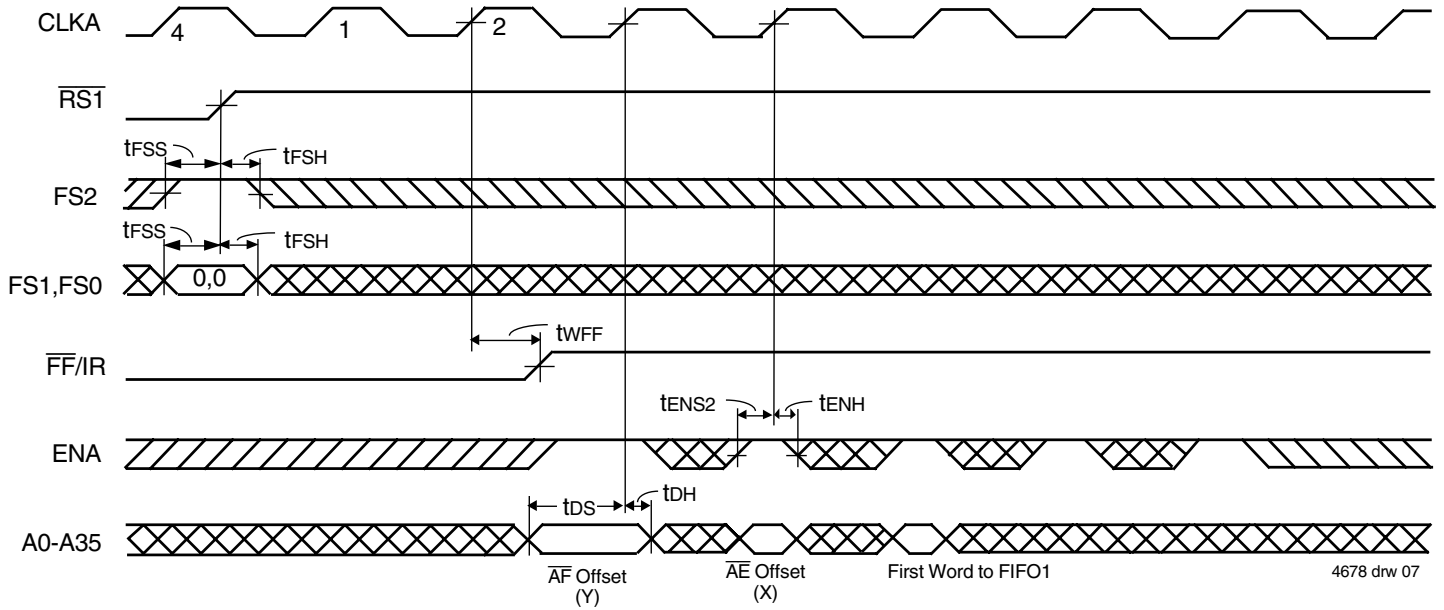 CLKA
4
1
2
RS1
tFSS
tFSH
FS2
tFSS
tFSH
FS1,FS0
0,0
tWFF
FF/IR
tENS2
tENH
ENA
tDS
tDH
A0-A35
AF Offset
(Y)
AE Offset
(X)
First Word to FIFO1
4678 drw 07